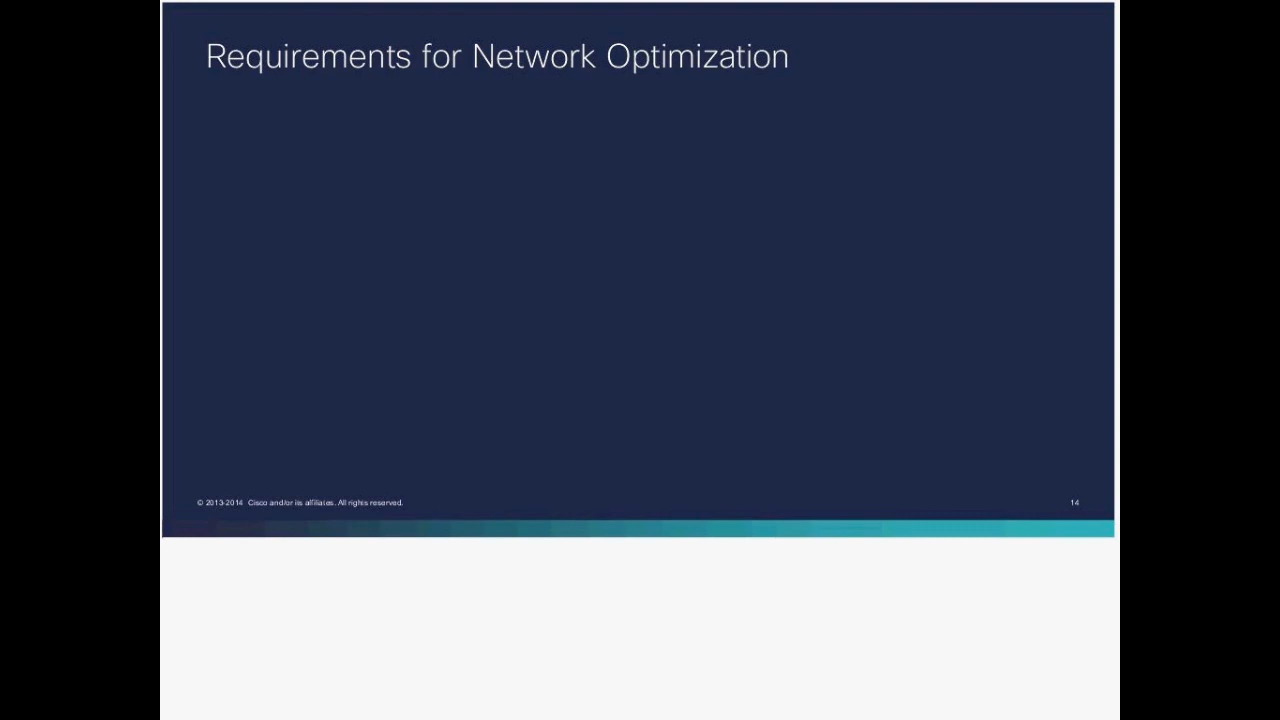 Requirements for Network Optimization
© 2013-2014 Cisco and/or its affiliates. All rights reserved.
14